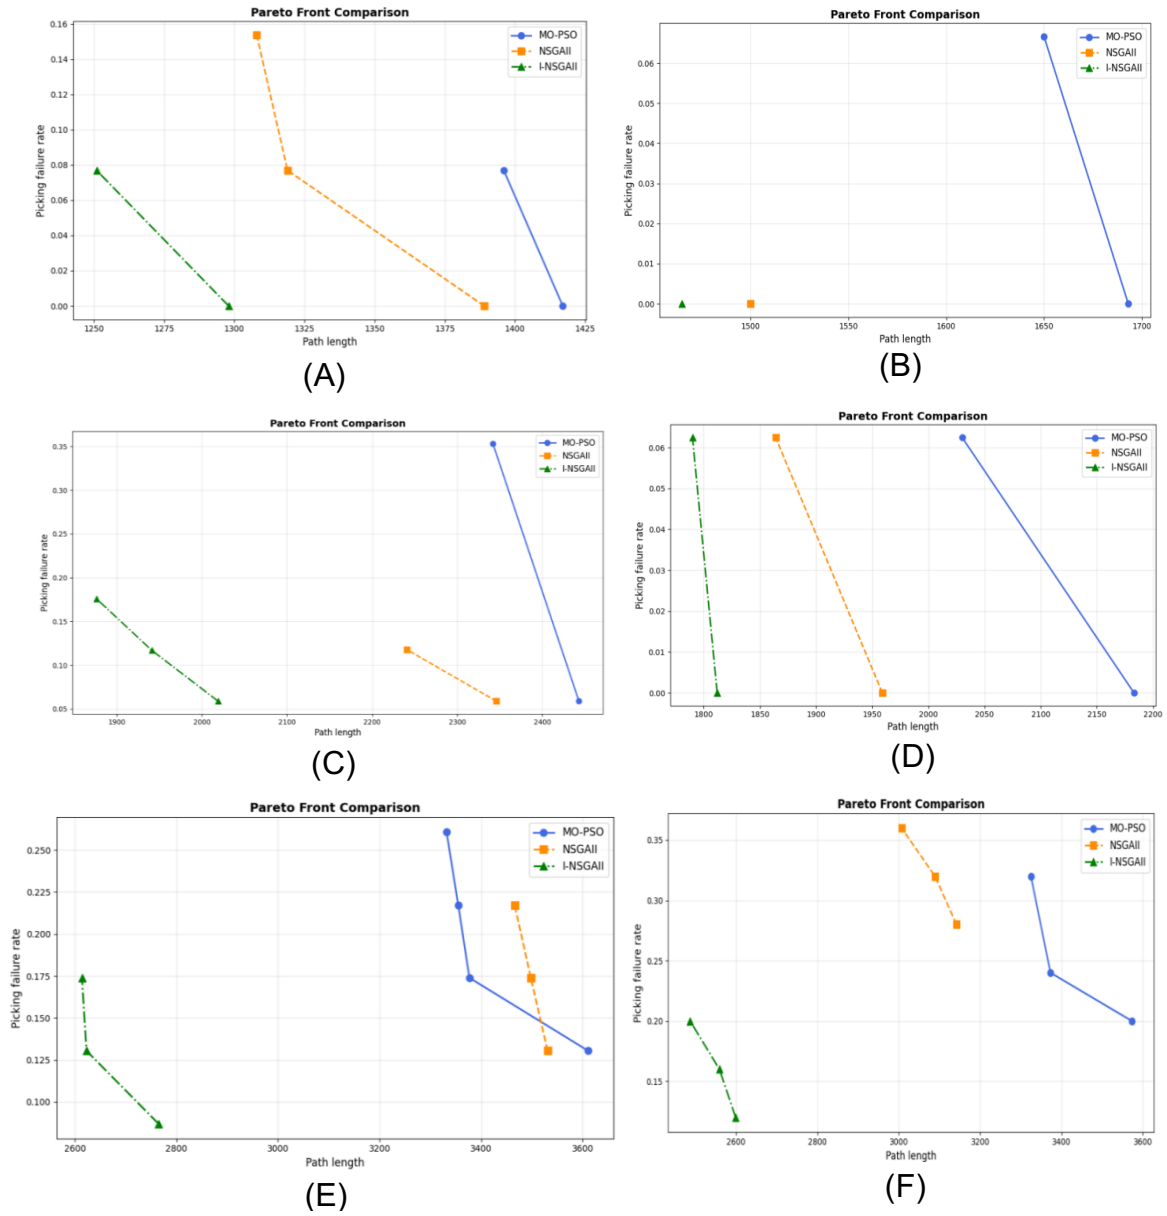 Pareto Front Comparison
0.16
0.14
0.12
0.10
0.08
0.06
0.04
0.02
0.00
Picking failure rate
MO-PSO
NSGAII
I-NSGAII
1250 1275 1300 1325 1350 1375 1400 1425
Path length
(A)
Pareto Front Comparison
0.06
0.05
0.04
0.03
0.02
0.01
0.00
Picking failure rate
MO-PSO
NSGAII
I-NSGAII
1500 1550 1600 1650 1700
Path length
(B)
Pareto Front Comparison
0.35
0.30
0.25
0.20
0.15
0.10
0.05
Picking failure rate
MO-PSO
NSGAII
I-NSGAII
1900 2000 2100 2200 2300 2400
Path length
(C)
Pareto Front Comparison
0.06
0.05
0.04
0.03
0.02
0.01
0.00
Picking failure rate
MO-PSO
NSGAII
I-NSGAII
1800 1850 1900 1950 2000 2050 2100 2150 2200
Path length
(D)
Pareto Front Comparison
0.250
0.225
0.200
0.175
0.150
0.125
0.100
Picking failure rate
MO-PSO
NSGAII
I-NSGAII
2600 2800 3000 3200 3400 3600
Path length
(E)
Pareto Front Comparison
0.35
0.30
0.25
0.20
0.15
Picking failure rate
MO-PSO
NSGAII
I-NSGAII
2600 2800 3000 3200 3400 3600
Path length
(F)